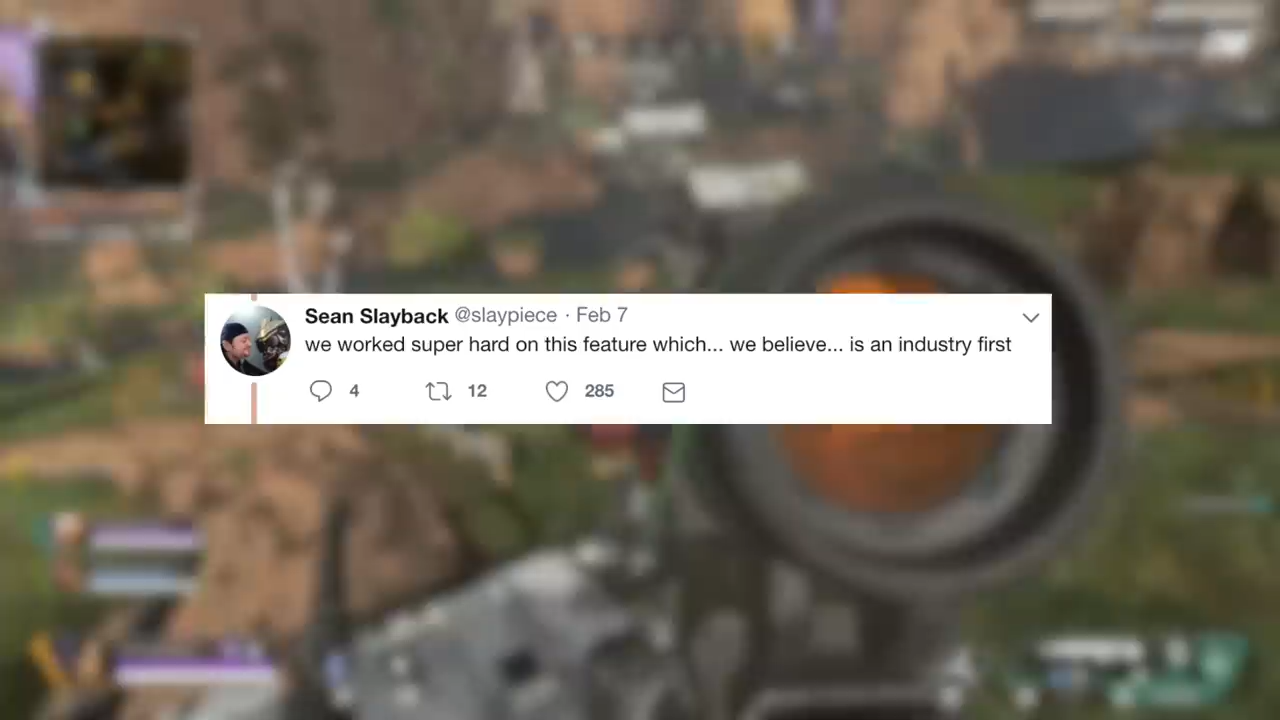 Sean Slayback @slaypiece · Feb 7
we worked super hard on this feature which... we believe... is an industry first
4 12 285